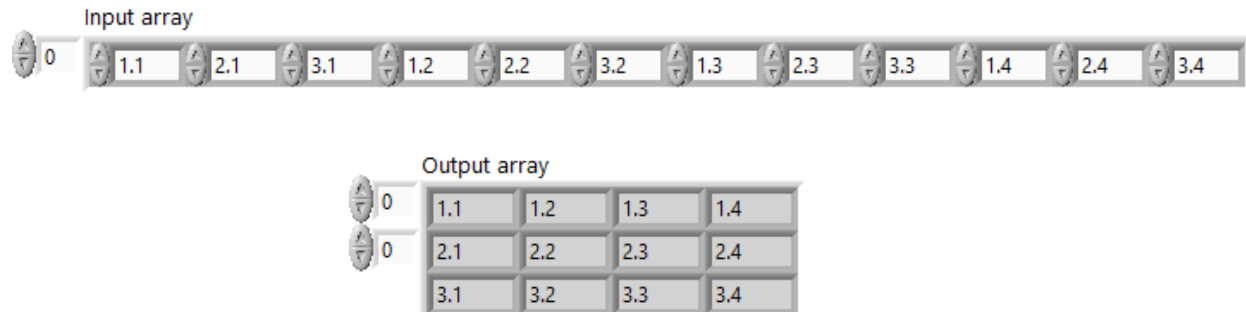 Input array
0 1.1 2.1 3.1 1.2 2.2 3.2 1.3 2.3 3.3 1.4 2.4 3.4
Output array
0 1.1 1.2 1.3 1.4
0 2.1 2.2 2.3 2.4
3.1 3.2 3.3 3.4